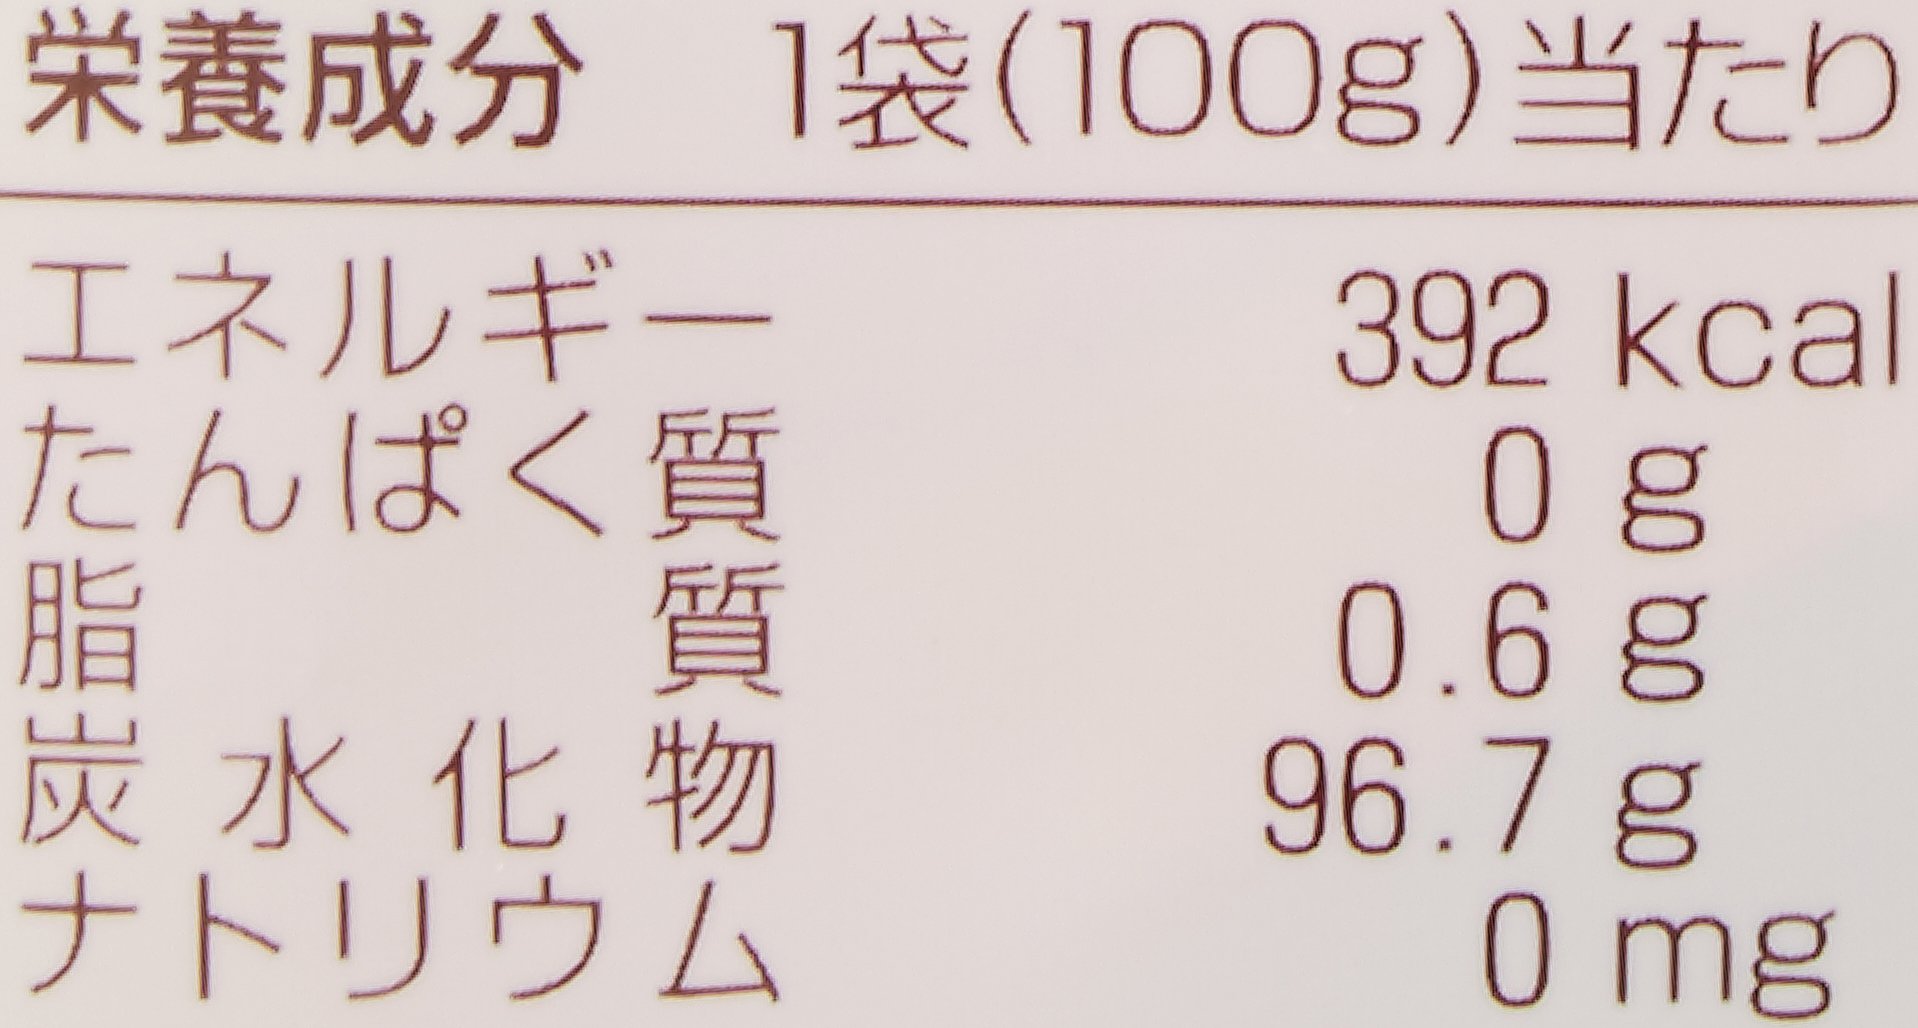 栄養成分 1袋(100g)当たり
エネルギー 392 kcal
たんぱく質 0 g
脂質 0.6 g
炭水化物 96.7 g
ナトリウム 0 mg